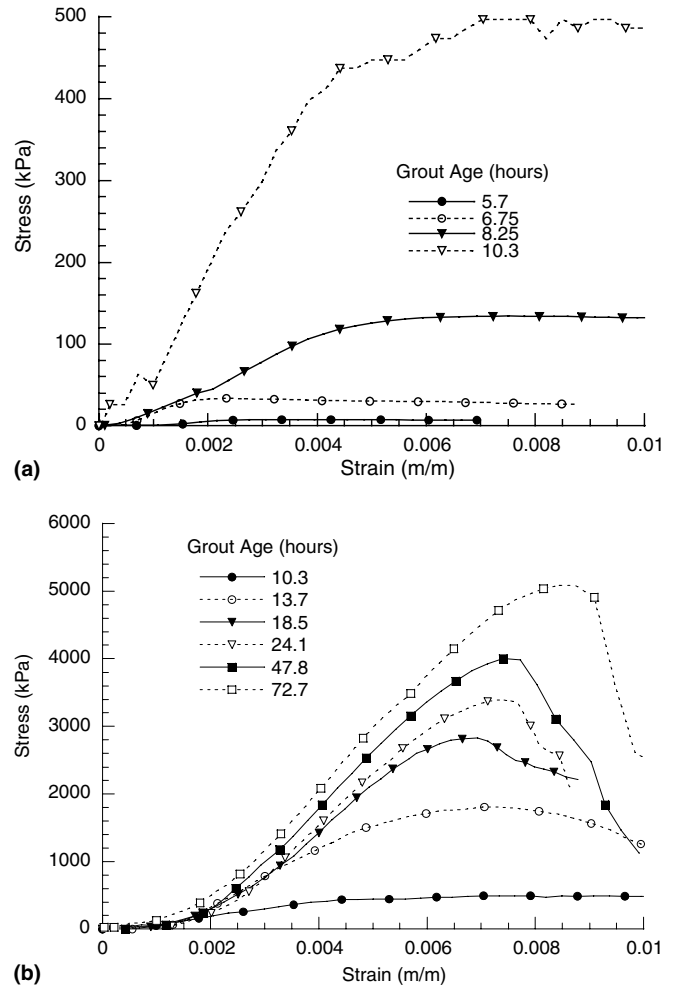 500
400
300
200
100
0
Stress (kPa)
Grout Age (hours)
5.7
6.75
8.25
10.3
0 0.002 0.004 0.006 0.008 0.01
Strain (m/m)
(a)
6000
5000
4000
3000
2000
1000
0
Stress (kPa)
Grout Age (hours)
10.3
13.7
18.5
24.1
47.8
72.7
0 0.002 0.004 0.006 0.008 0.01
Strain (m/m)
(b)